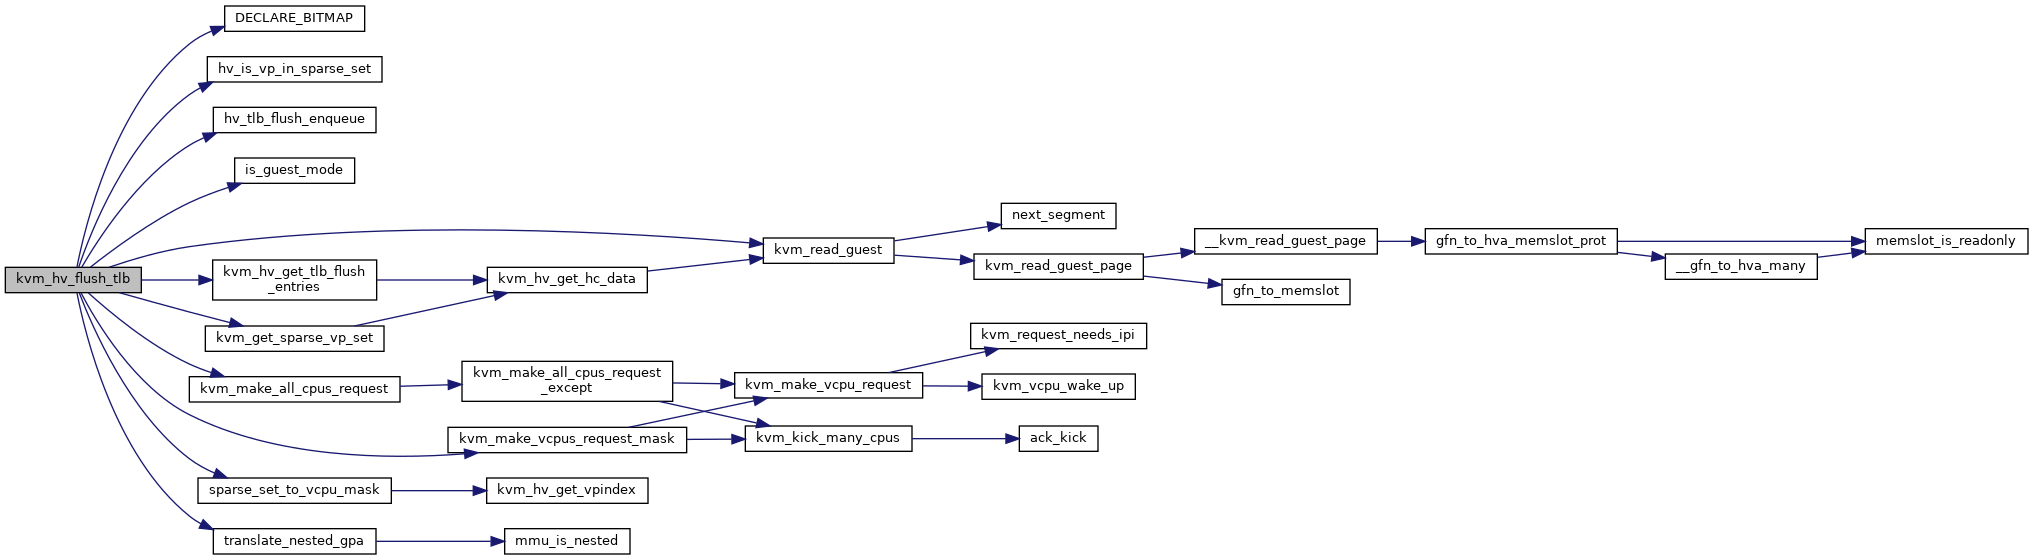 kvm_hv_flush_tlb
DECLARE_BITMAP
hv_is_vp_in_sparse_set
hv_tlb_flush_enqueue
is_guest_mode
kvm_hv_get_tlb_flush
_entries
kvm_get_sparse_vp_set
kvm_make_all_cpus_request
sparse_set_to_vcpu_mask
translate_nested_gpa
kvm_hv_get_hc_data
kvm_make_all_cpus_request
_except
kvm_make_vcpus_request_mask
kvm_hv_get_vpindex
mmu_is_nested
kvm_read_guest
kvm_make_vcpu_request
kvm_kick_many_cpus
next_segment
kvm_read_guest_page
kvm_request_needs_ipi
kvm_vcpu_wake_up
ack_kick
__kvm_read_guest_page
gfn_to_memslot
gfn_to_hva_memslot_prot
__gfn_to_hva_many
memslot_is_readonly